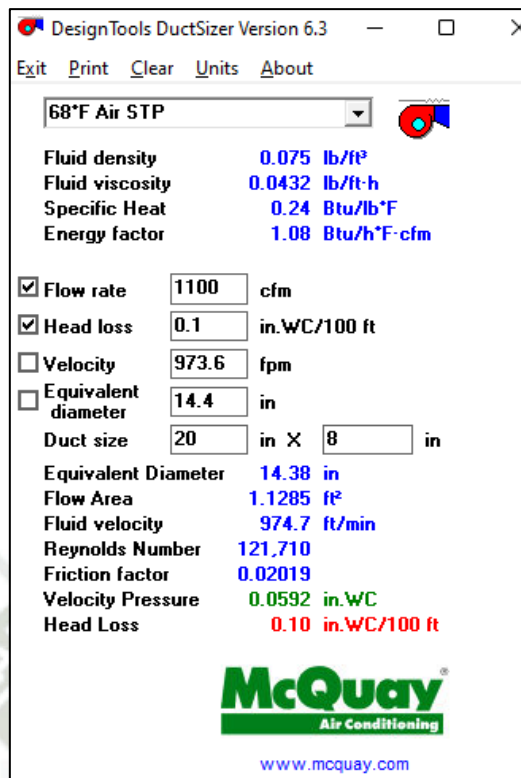 DesignTools DuctSizer Version 6.3
Exit Print Clear Units About
68°F Air STP
Fluid density 0.075 lb/ft³
Fluid viscosity 0.0432 lb/ft·h
Specific Heat 0.24 Btu/lb°F
Energy factor 1.08 Btu/h°F·cfm
Flow rate 1100 cfm
Head loss 0.1 in.WC/100 ft
Velocity 973.6 fpm
Equivalent diameter 14.4 in
Duct size 20 in X 8 in
Equivalent Diameter 14.38 in
Flow Area 1.1285 ft²
Fluid velocity 974.7 ft/min
Reynolds Number 121,710
Friction factor 0.02019
Velocity Pressure 0.0592 in.WC
Head Loss 0.10 in.WC/100 ft
McQuay®
Air Conditioning
www.mcquay.com